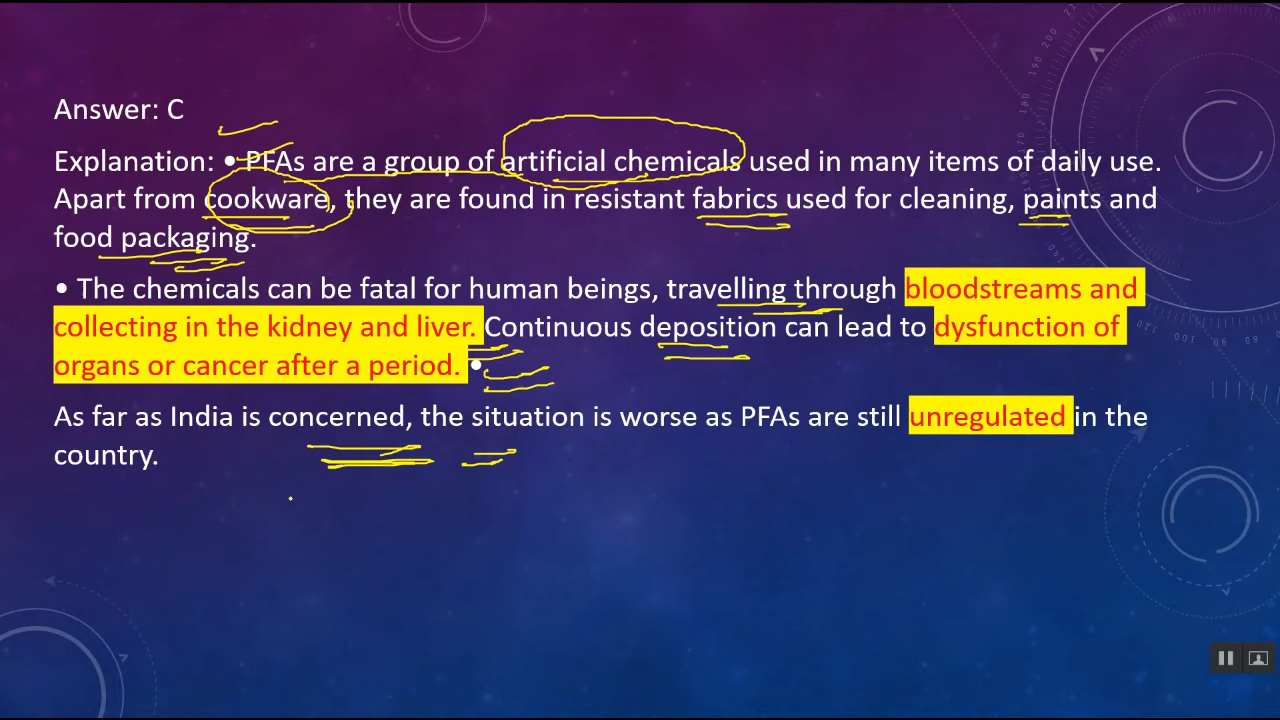 Answer: C
Explanation: • PFAs are a group of artificial chemicals used in many items of daily use.
Apart from cookware, they are found in resistant fabrics used for cleaning, paints and
food packaging.
• The chemicals can be fatal for human beings, travelling through bloodstreams and
collecting in the kidney and liver. Continuous deposition can lead to dysfunction of
organs or cancer after a period. •
As far as India is concerned, the situation is worse as PFAs are still unregulated in the
country.